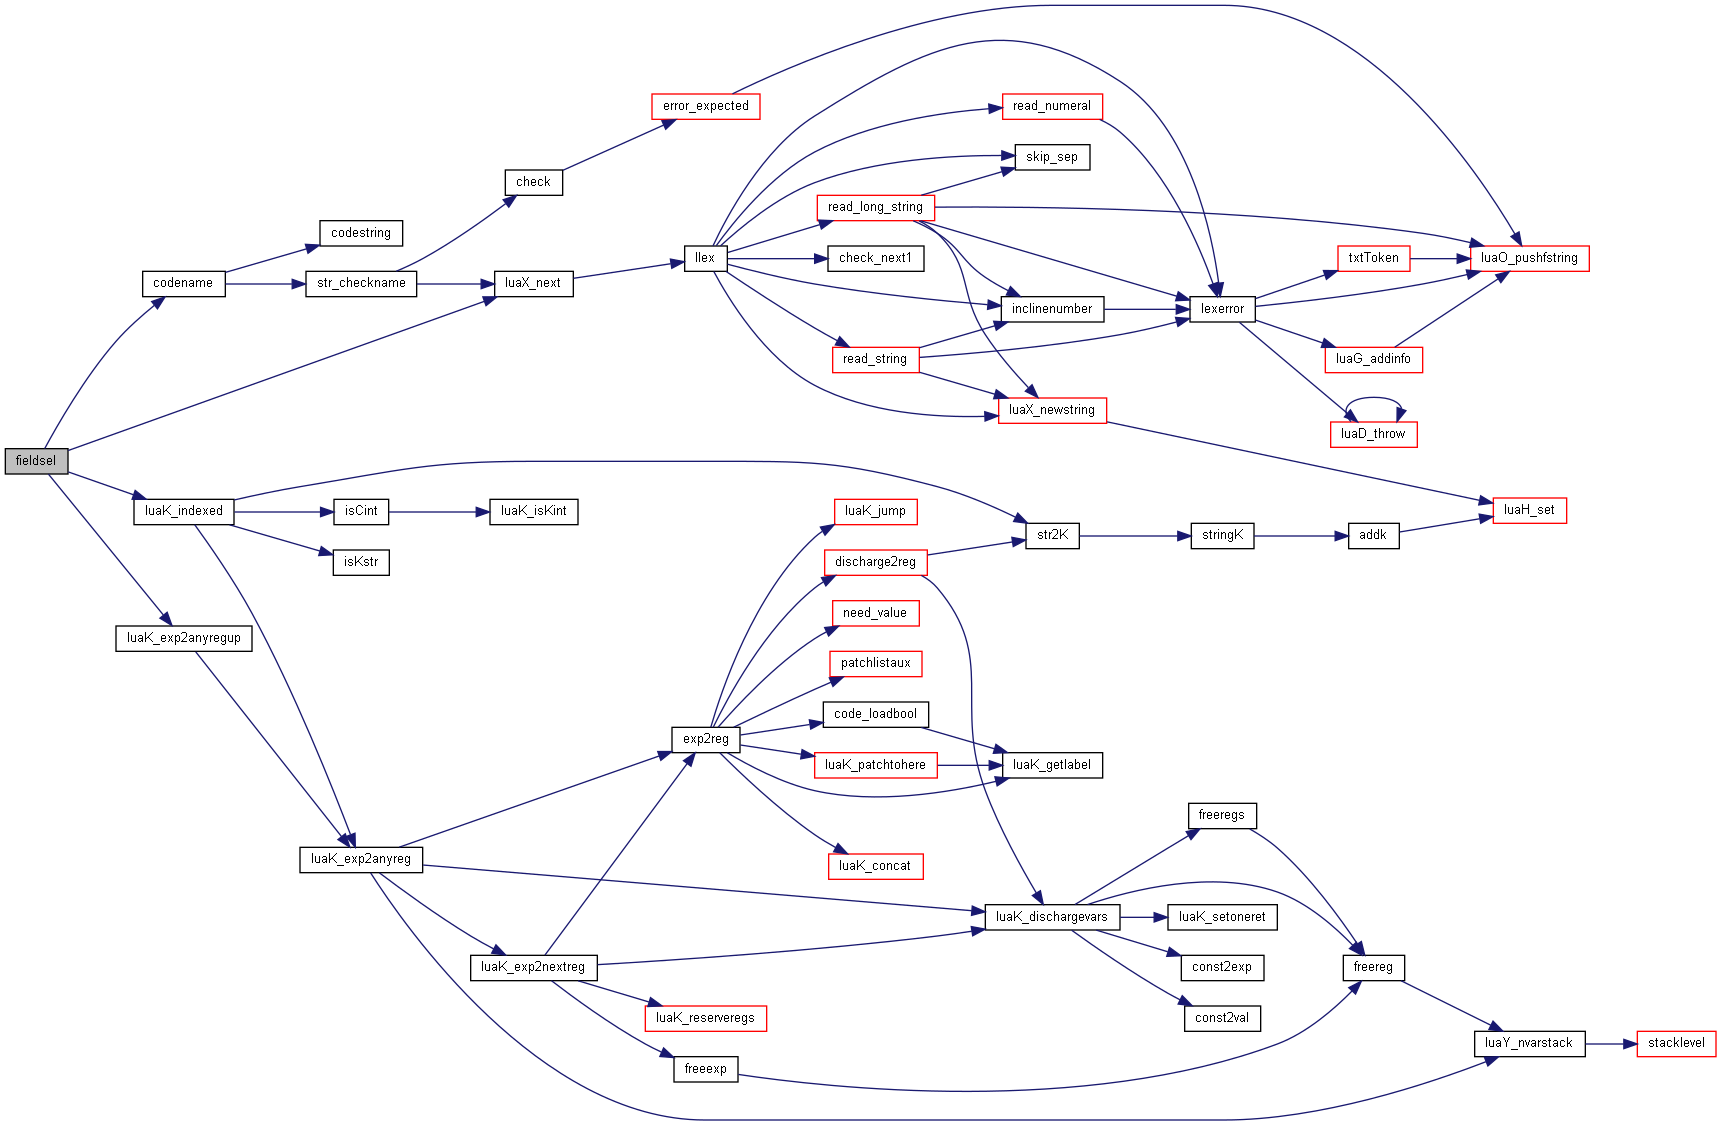 error_expected
read_numeral
skip_sep
check
read_long_string
codestring
llex
check_next1
txtToken
luaO_pushfstring
codename
str_checkname
luaX_next
inclinenumber
lexerror
read_string
luaG_addinfo
luaX_newstring
luaD_throw
fieldsel
luaK_indexed
isCint
luaK_isKint
luaK_jump
luaH_set
str2K
stringK
addk
isKstr
discharge2reg
need_value
luaK_exp2anyregup
patchlistaux
code_loadbool
exp2reg
luaK_patchtohere
luaK_getlabel
freeregs
luaK_exp2anyreg
luaK_concat
luaK_dischargevars
luaK_setoneret
luaK_exp2nextreg
const2exp
freereg
luaK_reserveregs
const2val
luaY_nvarstack
stacklevel
freeexp